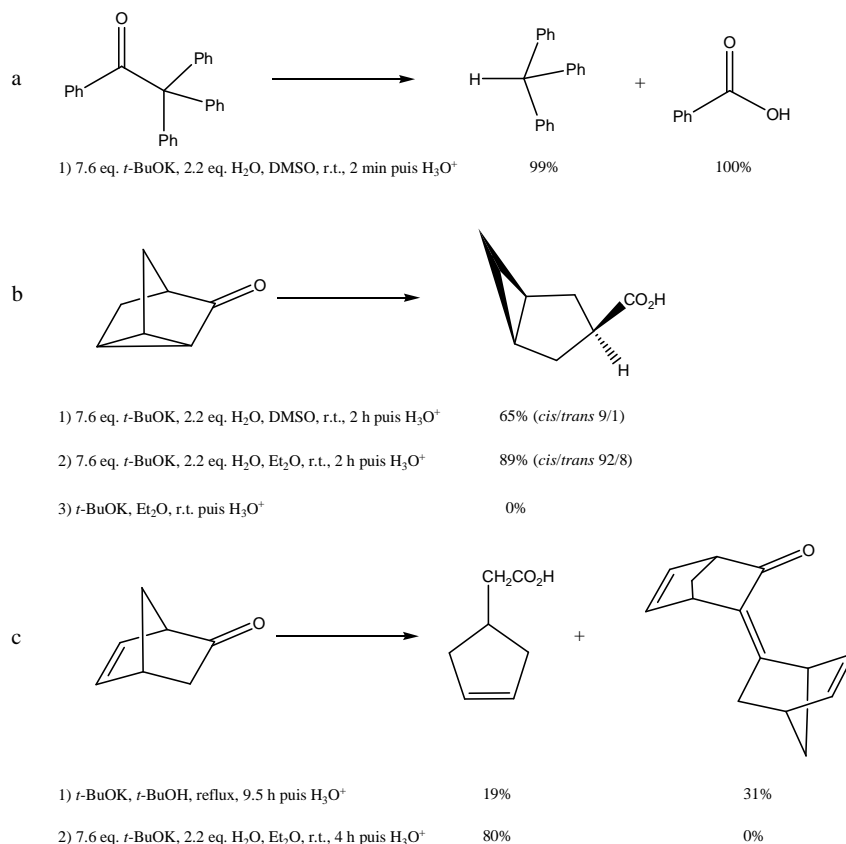 O
a
Ph
Ph
Ph
Ph
H
Ph
Ph
Ph
+
O
Ph
OH
1) 7.6 eq. t-BuOK, 2.2 eq. H₂O, DMSO, r.t., 2 min puis H₃O⁺ 99% 100%
b
O
CO₂H
H
1) 7.6 eq. t-BuOK, 2.2 eq. H₂O, DMSO, r.t., 2 h puis H₃O⁺ 65% (cis/trans 9/1)
2) 7.6 eq. t-BuOK, 2.2 eq. H₂O, Et₂O, r.t., 2 h puis H₃O⁺ 89% (cis/trans 92/8)
3) t-BuOK, Et₂O, r.t. puis H₃O⁺ 0%
c
O
CH₂CO₂H
+
O
1) t-BuOK, t-BuOH, reflux, 9.5 h puis H₃O⁺ 19% 31%
2) 7.6 eq. t-BuOK, 2.2 eq. H₂O, Et₂O, r.t., 4 h puis H₃O⁺ 80% 0%